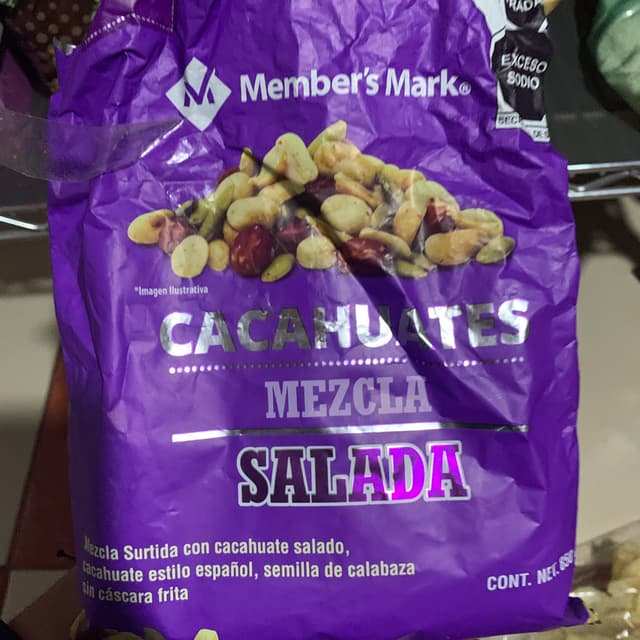 EXCESO
SODIO
Member's Mark®
*Imagen Ilustrativa
CACAHUATES
MEZCLA
SALADA
Mezcla Surtida con cacahuate salado,
cacahuate estilo español, semilla de calabaza
sin cáscara frita
CONT. NET.